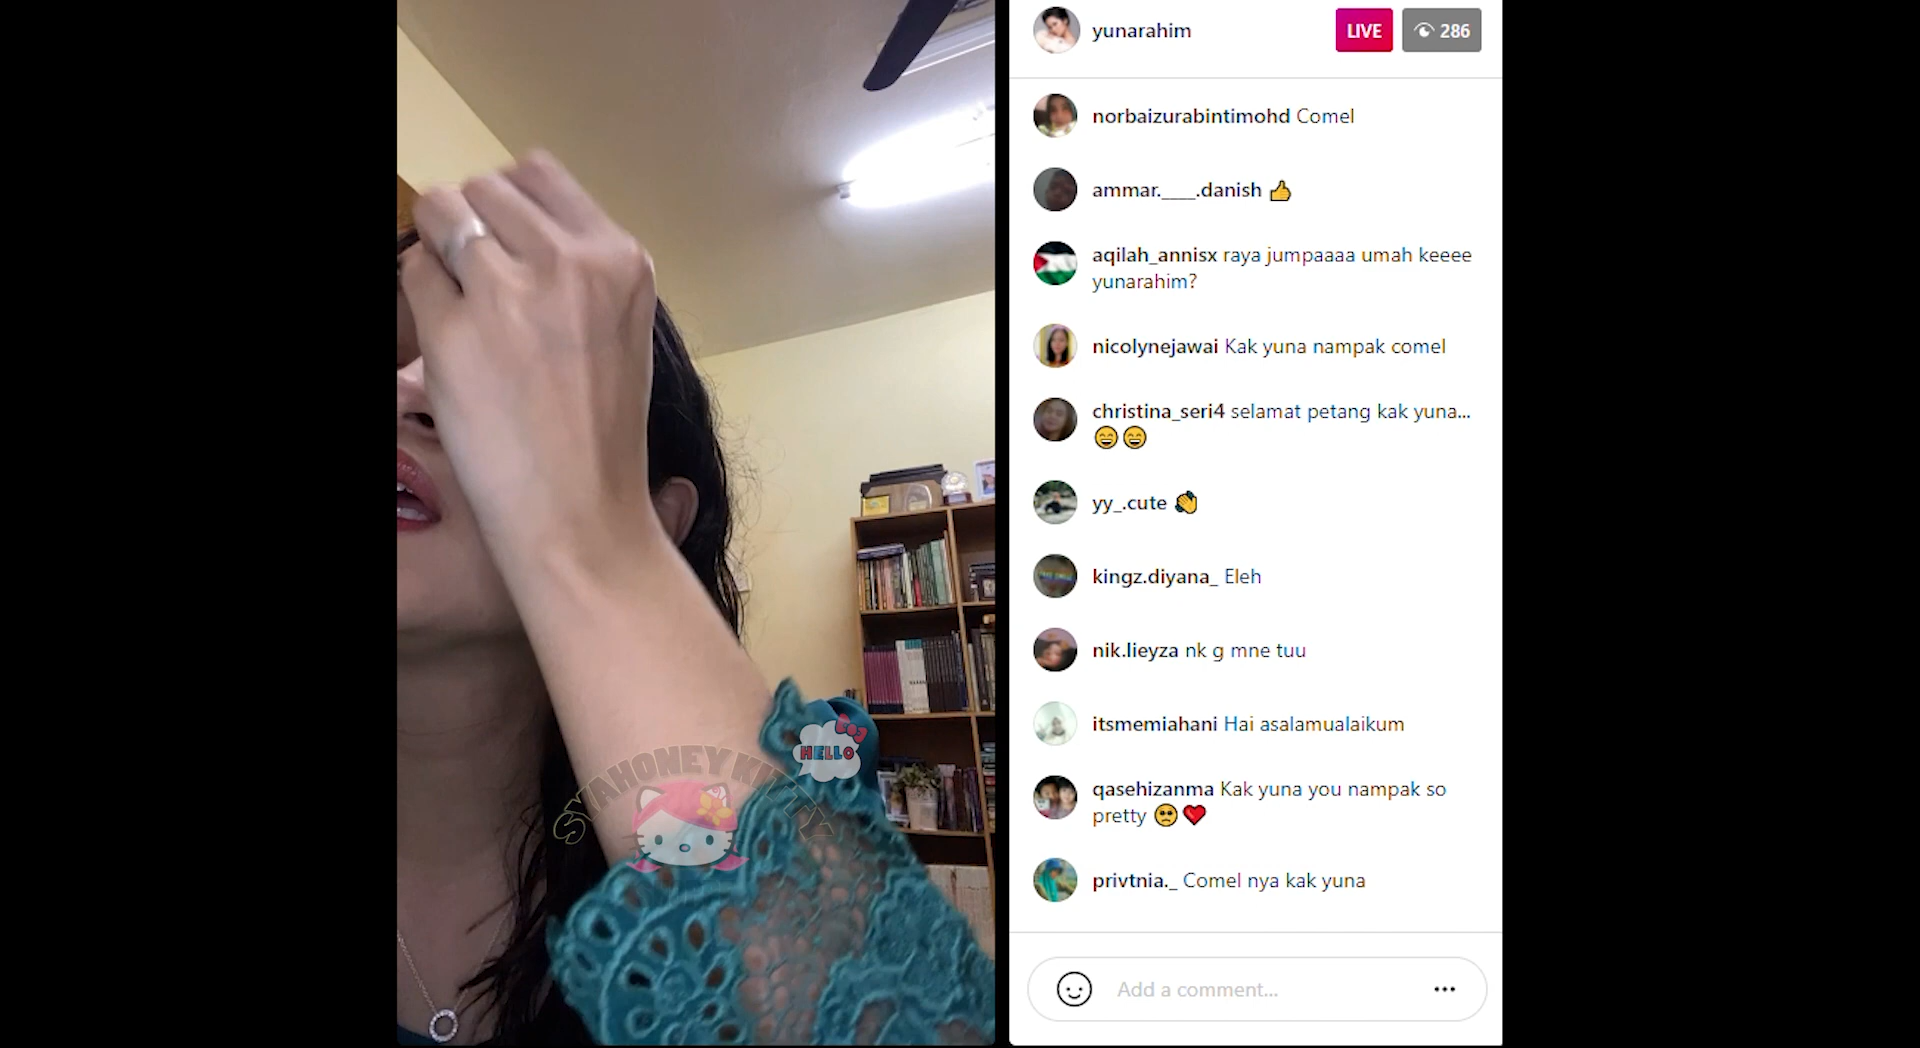 yunarahim
LIVE
286
norbaizurabintimohd Comel
ammar.____.danish 👍
aqilah_annisx raya jumpaaaa umah keeee
yunarahim?
nicolynejawai Kak yuna nampak comel
christina_seri4 selamat petang kak yuna...
😄😄
yy_.cute 👏
kingz.diyana_ Eleh
nik.lieyza nk g mne tuu
itsmemiahani Hai asalamualaikum
qasehizanma Kak yuna you nampak so
pretty 🥺❤️
privtnia._ Comel nya kak yuna
Add a comment...
HELLO
SYAHONEY KITTY